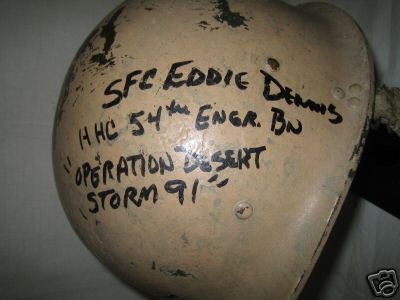 SFC EDDIE DENNIS
HHC 54TH ENGR. BN
"OPERATION DESERT
STORM 91"